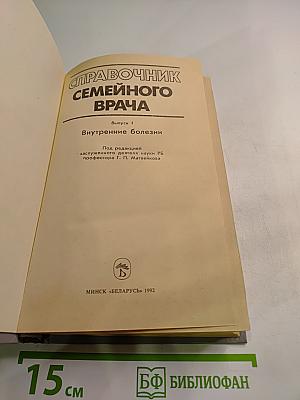 СПРАВОЧНИК
СЕМЕЙНОГО
ВРАЧА
Выпуск 1
Внутренние болезни
Под редакцией
заслуженного деятеля науки РБ
профессора Г. П. Матвейкова
Б
МИНСК «БЕЛАРУСЬ» 1992
15 см
БФ БИБЛИОФАН